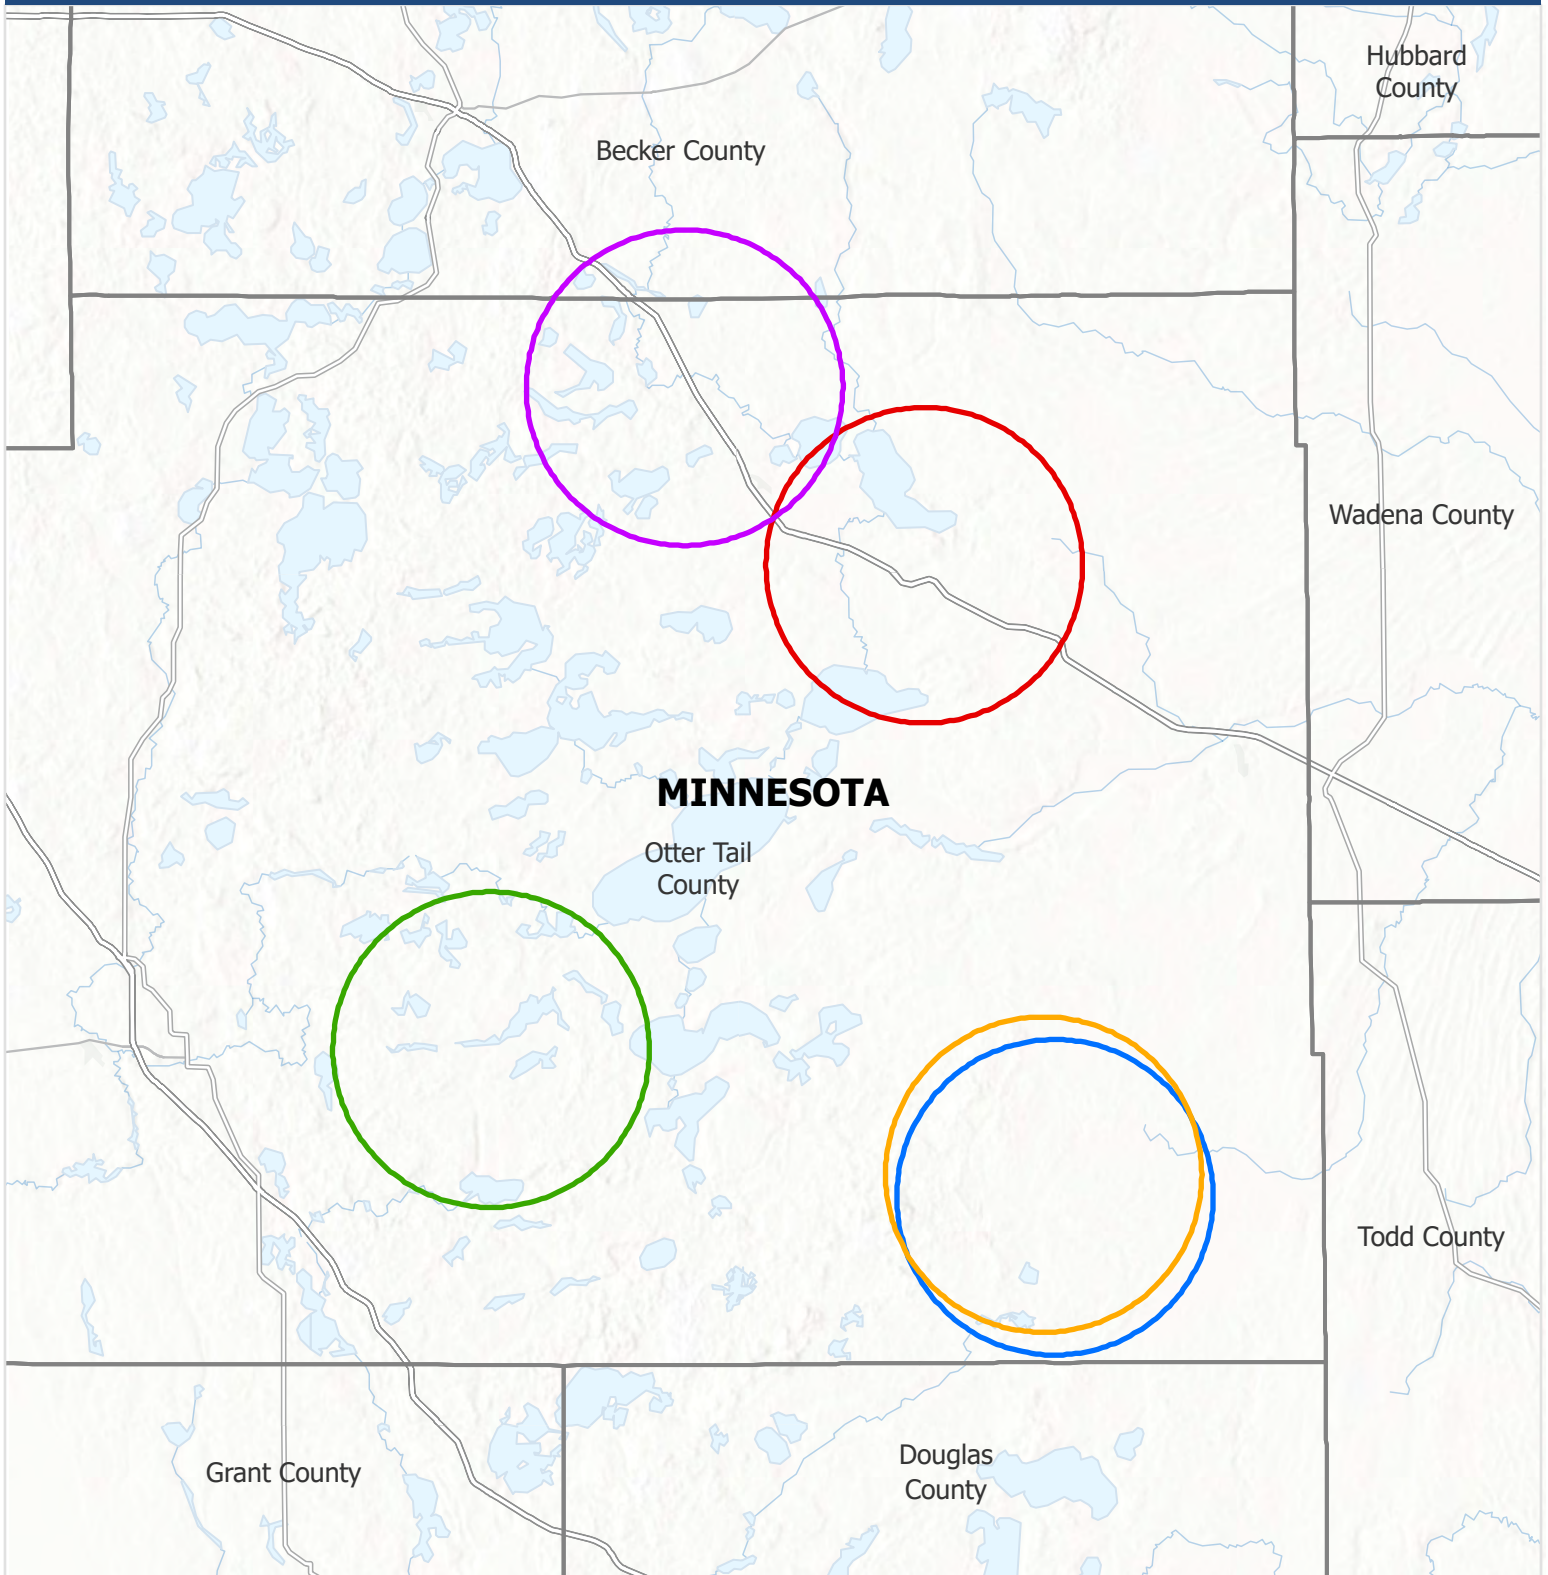 Hubbard
County
Becker County
Wadena County
MINNESOTA
Otter Tail
County
Todd County
Douglas
County
Grant County